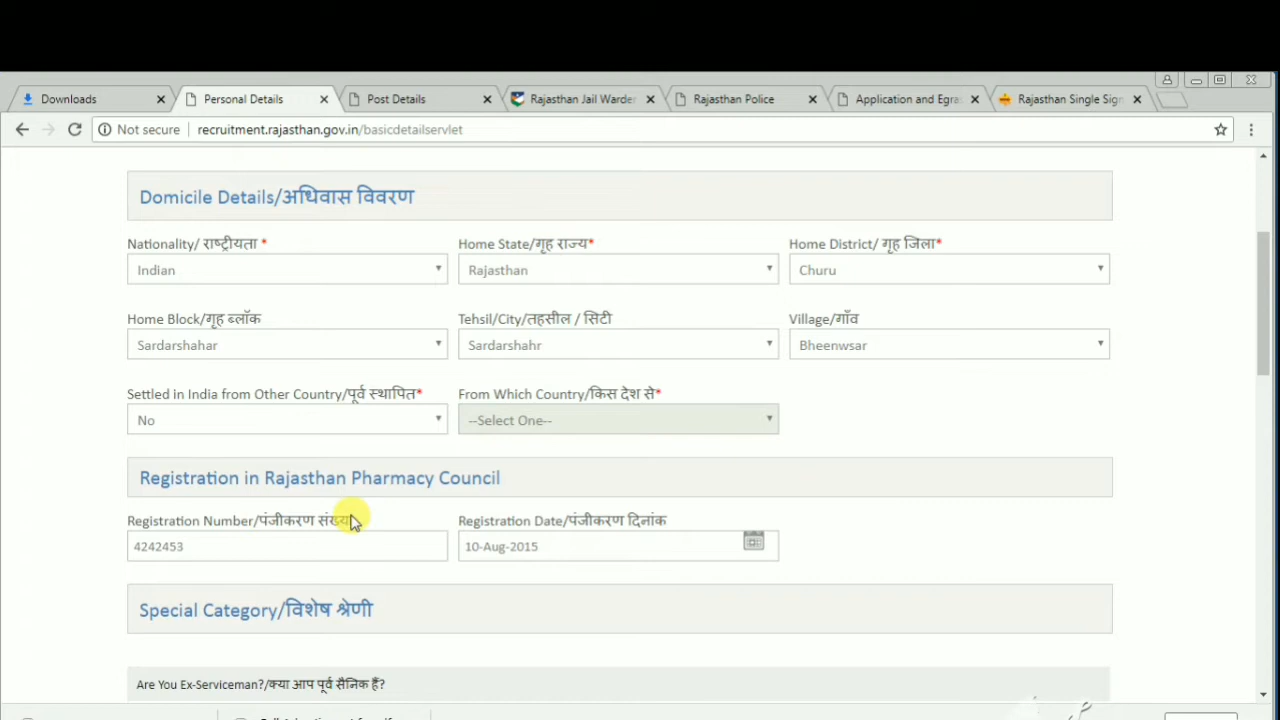 Downloads
Personal Details
Post Details
Rajasthan Jail Warder
Rajasthan Police
Application and Egra
Rajasthan Single Sign
Not secure
recruitment.rajasthan.gov.in/basicdetailservlet
Domicile Details/अधिवास विवरण
Nationality/ राष्ट्रीयता * Home State/गृह राज्य* Home District/ गृह जिला*
Indian Rajasthan Churu
Home Block/गृह ब्लॉक Tehsil/City/तहसील / सिटी Village/गाँव
Sardarshahar Sardarshahr Bheenwsar
Settled in India from Other Country/पूर्व स्थापित* From Which Country/किस देश से*
No --Select One--
Registration in Rajasthan Pharmacy Council
Registration Number/पंजीकरण संख्या Registration Date/पंजीकरण दिनांक
4242453 10-Aug-2015
Special Category/विशेष श्रेणी
Are You Ex-Serviceman?/क्या आप पूर्व सैनिक हैं?